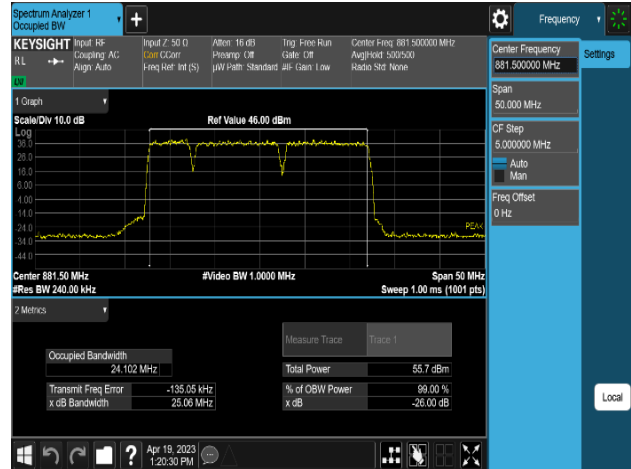 Spectrum Analyzer 1
Occupied BW
Frequency
KEYSIGHT
RL
Input: RF
Coupling: AC
Align: Auto
Input Z: 50 Ω
Corr CCorr
Freq Ref: Int (S)
Atten: 16 dB
Preamp: Off
µW Path: Standard
Trig: Free Run
Gate: Off
#IF Gain: Low
Center Freq: 881.500000 MHz
Avg|Hold: 500/500
Radio Std: None
Center Frequency
881.500000 MHz
Settings
Span
50.000 MHz
CF Step
5.000000 MHz
Auto
Man
Freq Offset
0 Hz
1 Graph
Scale/Div 10.0 dB
Ref Value 46.00 dBm
Log
36.0
26.0
16.0
6.00
-4.00
-14.0
-24.0
-34.0
-44.0
PEAK
Center 881.50 MHz
#Video BW 1.0000 MHz
Span 50 MHz
#Res BW 240.00 kHz
Sweep 1.00 ms (1001 pts)
2 Metrics
Measure Trace
Trace 1
Occupied Bandwidth
24.102 MHz
Total Power
55.7 dBm
Transmit Freq Error
-135.05 kHz
% of OBW Power
99.00 %
x dB Bandwidth
25.06 MHz
x dB
-26.00 dB
Local
?
Apr 19, 2023
1:20:30 PM